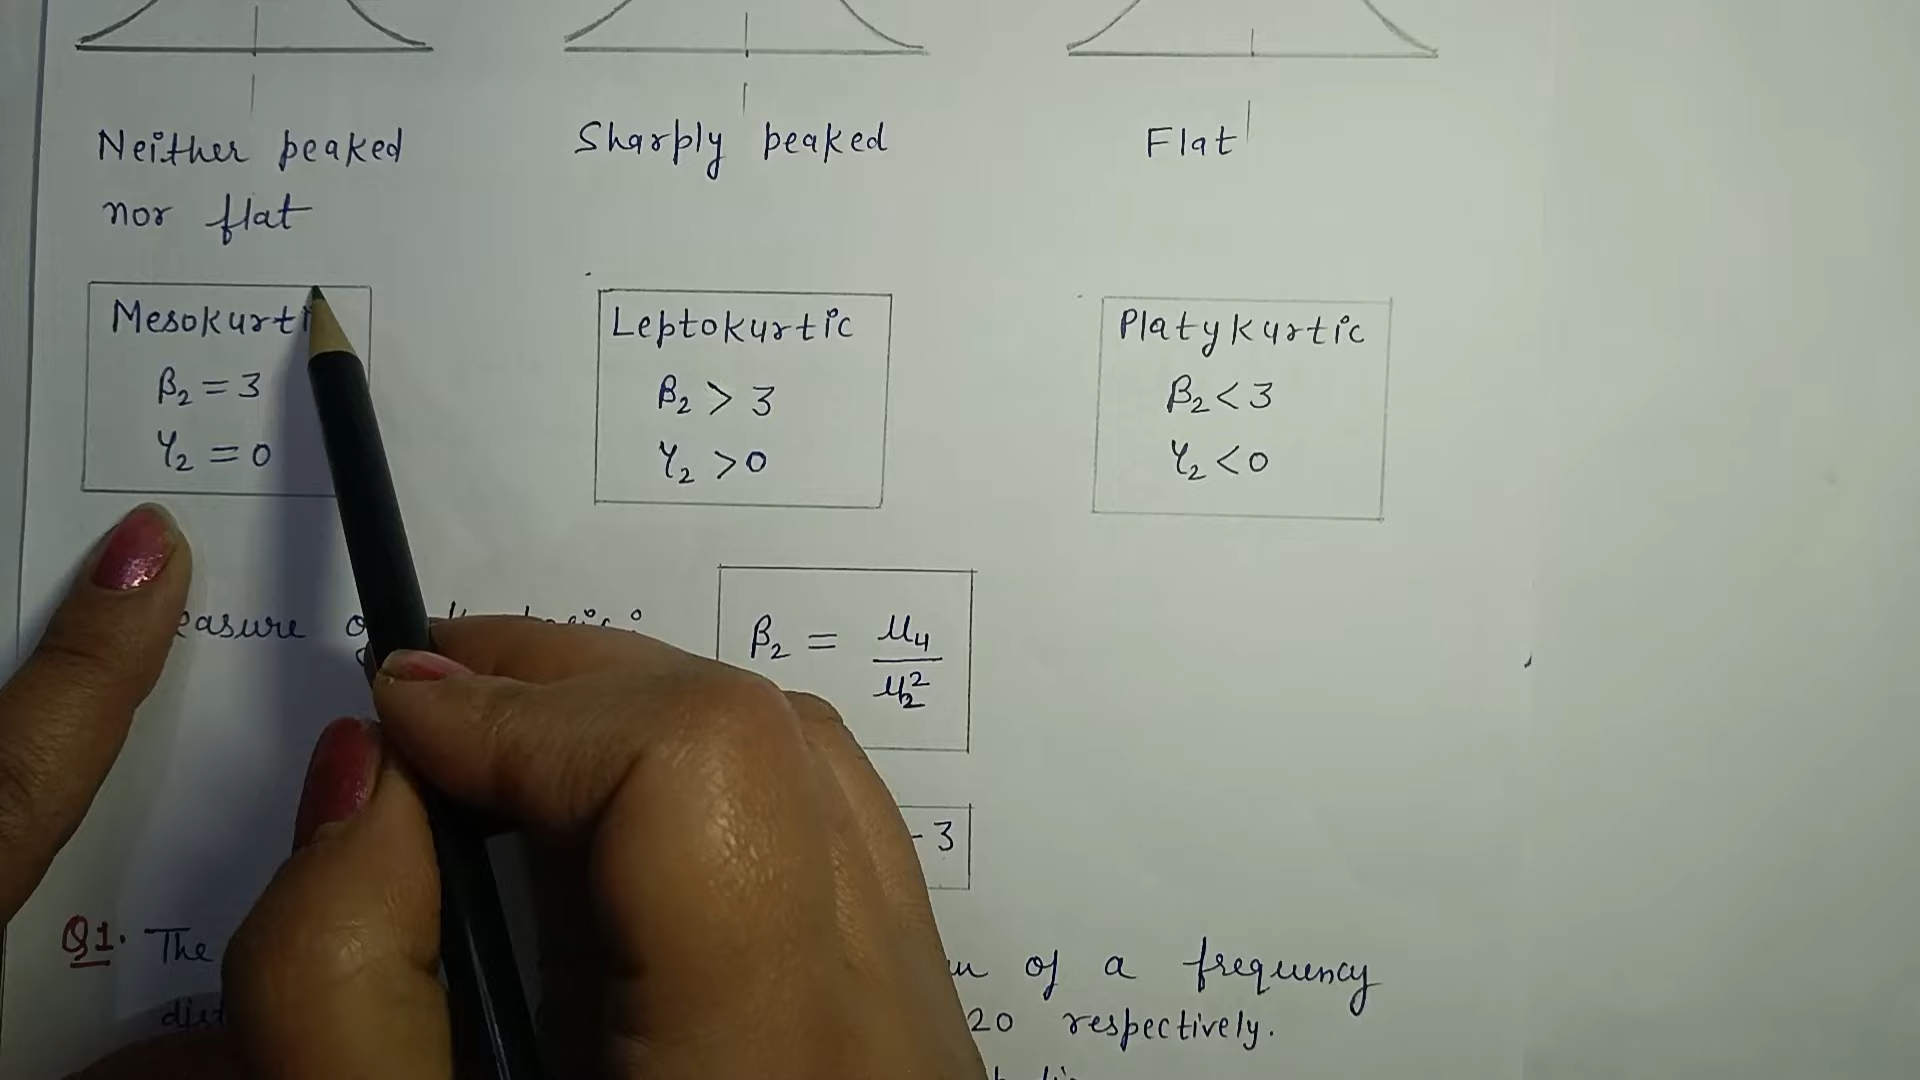 Neither peaked
nor flat
Sharply peaked
Flat
Mesokurti
β₂ = 3
γ₂ = 0
Leptokurtic
β₂ > 3
γ₂ > 0
Platykurtic
β₂ < 3
γ₂ < 0
easure
β₂ = μ₄ / μ₂²
- 3
Q1. The of a frequency
20 respectively.